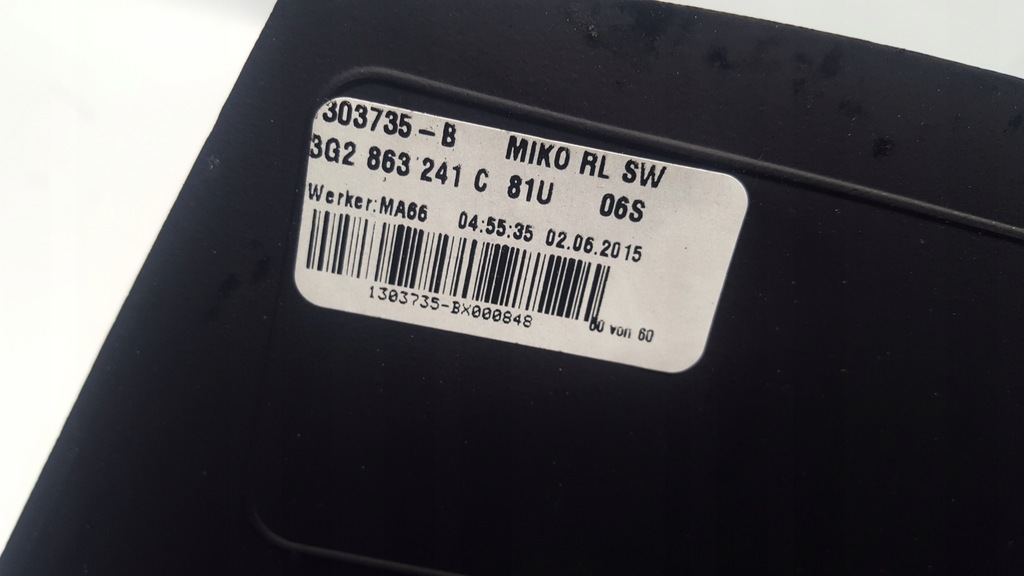 1303735-B MIKO RL SW
3G2 863 241 C 81U 06S
Werker:MA66 04:55:35 02.06.2015
1303735-BX000848
60 von 60